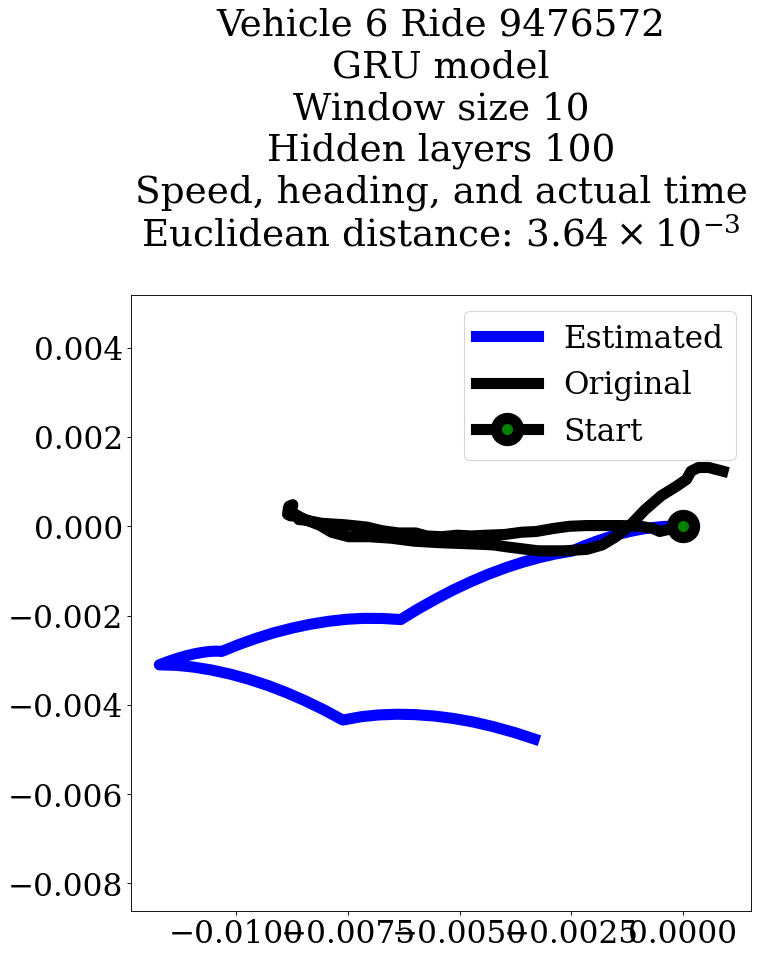 Vehicle 6 Ride 9476572
GRU model
Window size 10
Hidden layers 100
Speed, heading, and actual time
Euclidean distance: 3.64 × 10⁻³
Estimated
Original
Start
0.004
0.002
0.000
−0.002
−0.004
−0.006
−0.008
−0.0100 −0.0075 −0.0050 −0.0025 0.0000